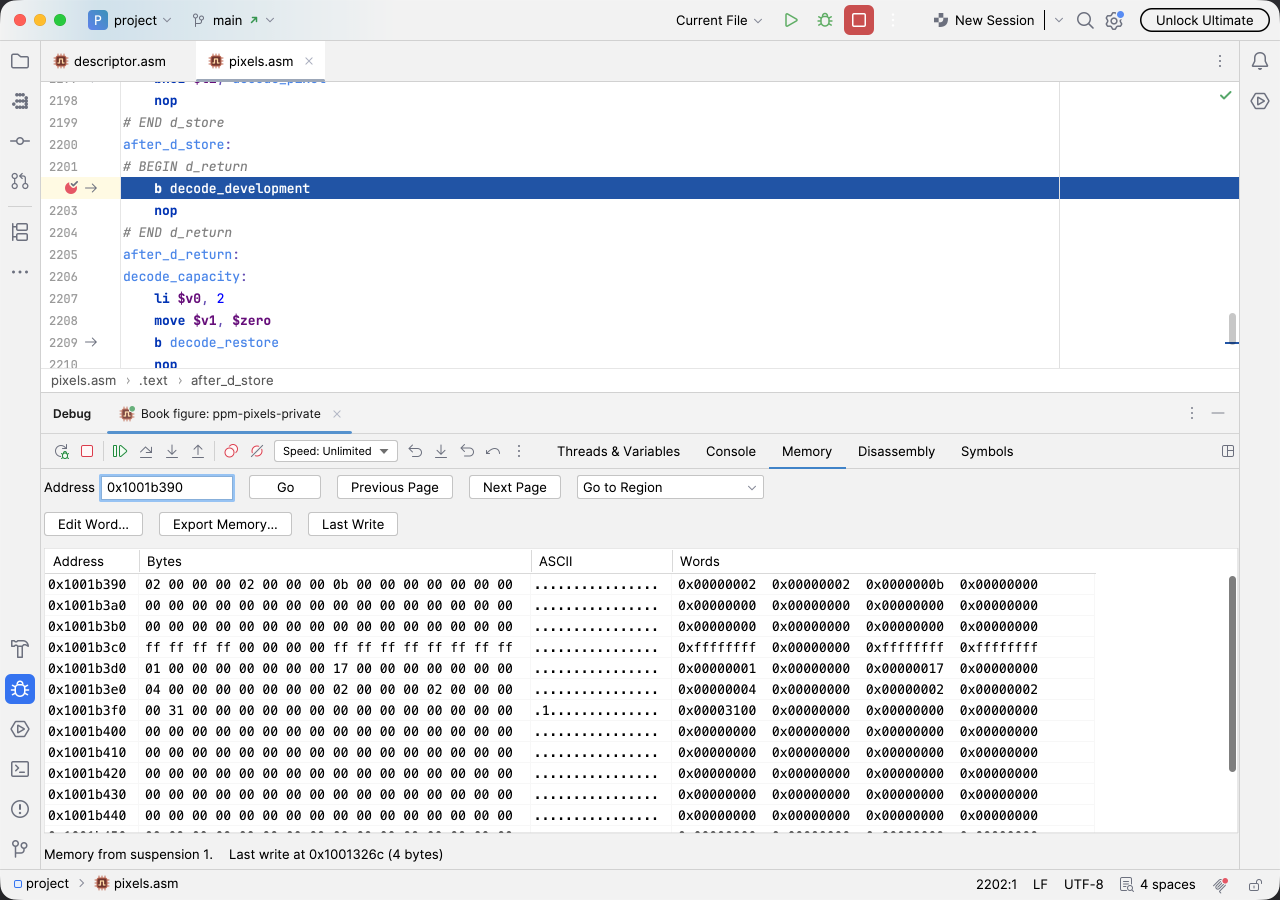 P project main Current File New Session Unlock Ultimate
descriptor.asm pixels.asm
2198 nop
2199 # END d_store
2200 after_d_store:
2201 # BEGIN d_return
b decode_development
2203 nop
2204 # END d_return
2205 after_d_return:
2206 decode_capacity:
2207 li $v0, 2
2208 move $v1, $zero
2209 b decode_restore
2210 nop
pixels.asm › .text › after_d_store
Debug Book figure: ppm-pixels-private
Speed: Unlimited Threads & Variables Console Memory Disassembly Symbols
Address 0x1001b390 Go Previous Page Next Page Go to Region
Edit Word... Export Memory... Last Write
Address Bytes ASCII Words
0x1001b390 02 00 00 00 02 00 00 00 0b 00 00 00 00 00 00 00 ................ 0x00000002 0x00000002 0x0000000b 0x00000000
0x1001b3a0 00 00 00 00 00 00 00 00 00 00 00 00 00 00 00 00 ................ 0x00000000 0x00000000 0x00000000 0x00000000
0x1001b3b0 00 00 00 00 00 00 00 00 00 00 00 00 00 00 00 00 ................ 0x00000000 0x00000000 0x00000000 0x00000000
0x1001b3c0 ff ff ff ff 00 00 00 00 ff ff ff ff ff ff ff ff ................ 0xffffffff 0x00000000 0xffffffff 0xffffffff
0x1001b3d0 01 00 00 00 00 00 00 00 17 00 00 00 00 00 00 00 ................ 0x00000001 0x00000000 0x00000017 0x00000000
0x1001b3e0 04 00 00 00 00 00 00 00 02 00 00 00 02 00 00 00 ................ 0x00000004 0x00000000 0x00000002 0x00000002
0x1001b3f0 00 31 00 00 00 00 00 00 00 00 00 00 00 00 00 00 .1.............. 0x00003100 0x00000000 0x00000000 0x00000000
0x1001b400 00 00 00 00 00 00 00 00 00 00 00 00 00 00 00 00 ................ 0x00000000 0x00000000 0x00000000 0x00000000
0x1001b410 00 00 00 00 00 00 00 00 00 00 00 00 00 00 00 00 ................ 0x00000000 0x00000000 0x00000000 0x00000000
0x1001b420 00 00 00 00 00 00 00 00 00 00 00 00 00 00 00 00 ................ 0x00000000 0x00000000 0x00000000 0x00000000
0x1001b430 00 00 00 00 00 00 00 00 00 00 00 00 00 00 00 00 ................ 0x00000000 0x00000000 0x00000000 0x00000000
0x1001b440 00 00 00 00 00 00 00 00 00 00 00 00 00 00 00 00 ................ 0x00000000 0x00000000 0x00000000 0x00000000
Memory from suspension 1. Last write at 0x1001326c (4 bytes)
project › pixels.asm 2202:1 LF UTF-8 4 spaces